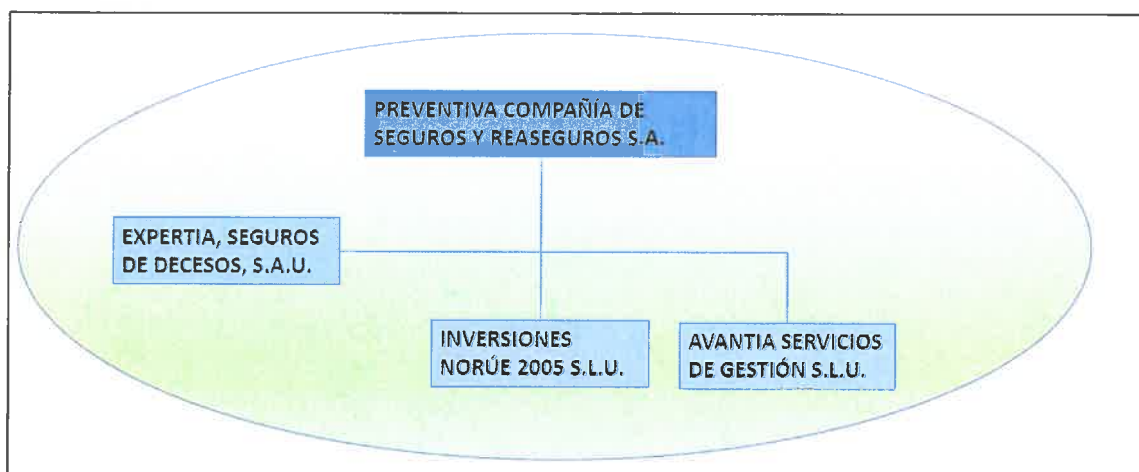 PREVENTIVA COMPAÑÍA DE
SEGUROS Y REASEGUROS S.A.
EXPERTIA, SEGUROS
DE DECESOS, S.A.U.
INVERSIONES
NORÚE 2005 S.L.U.
AVANTIA SERVICIOS
DE GESTIÓN S.L.U.